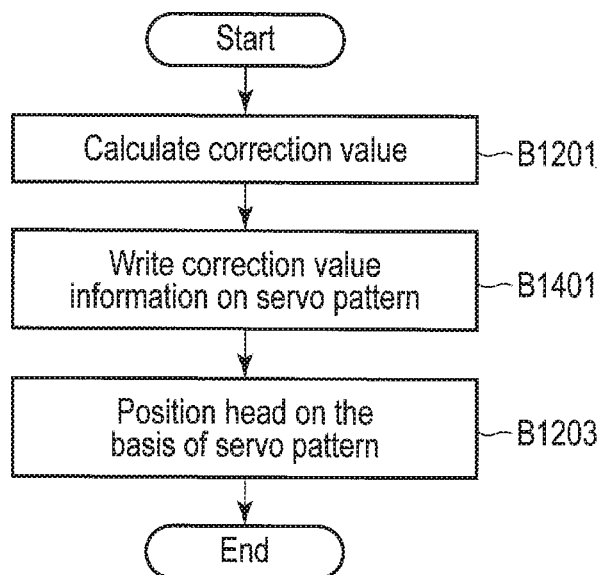 Start
Calculate correction value
B1201
Write correction value
information on servo pattern
B1401
Position head on the
basis of servo pattern
B1203
End